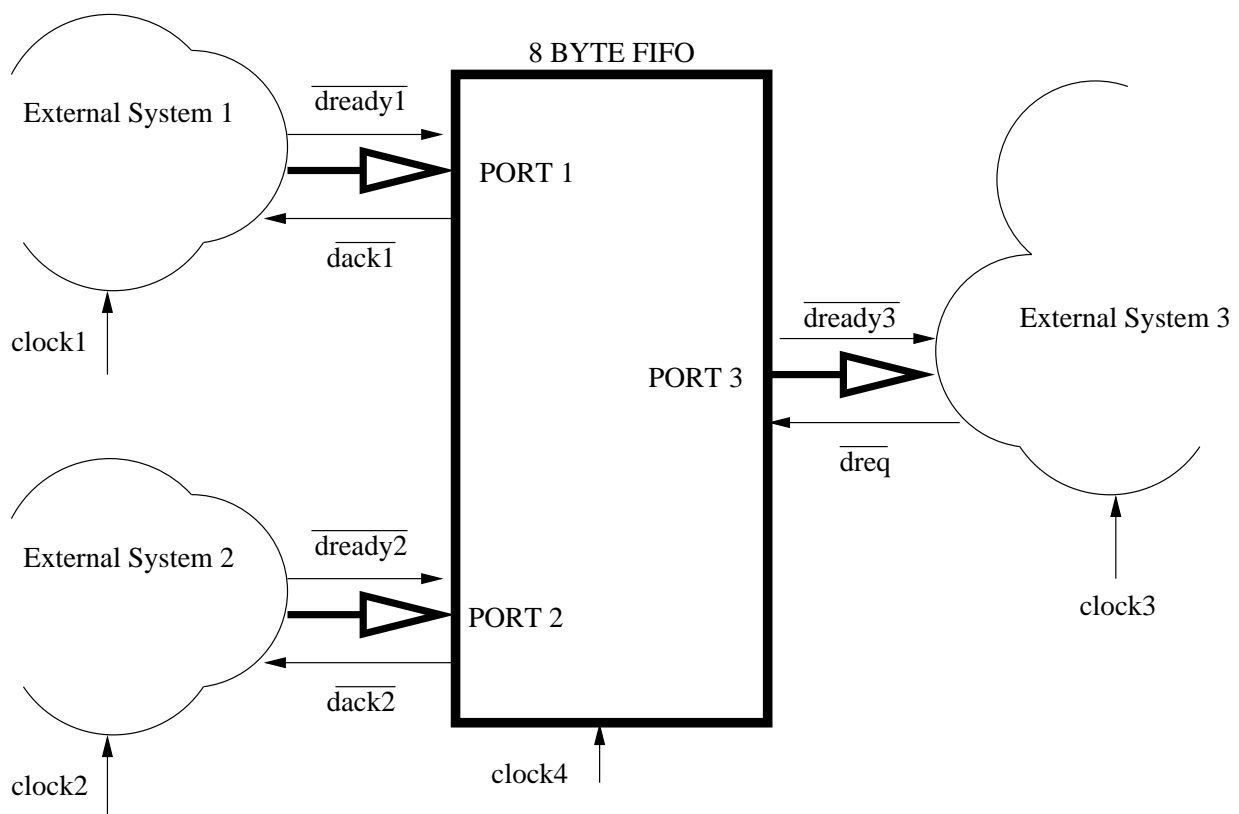 8 BYTE FIFO
External System 1
dready1
PORT 1
dack1
clock1
dready3
External System 3
PORT 3
dreq
External System 2
dready2
PORT 2
dack2
clock2
clock4
clock3